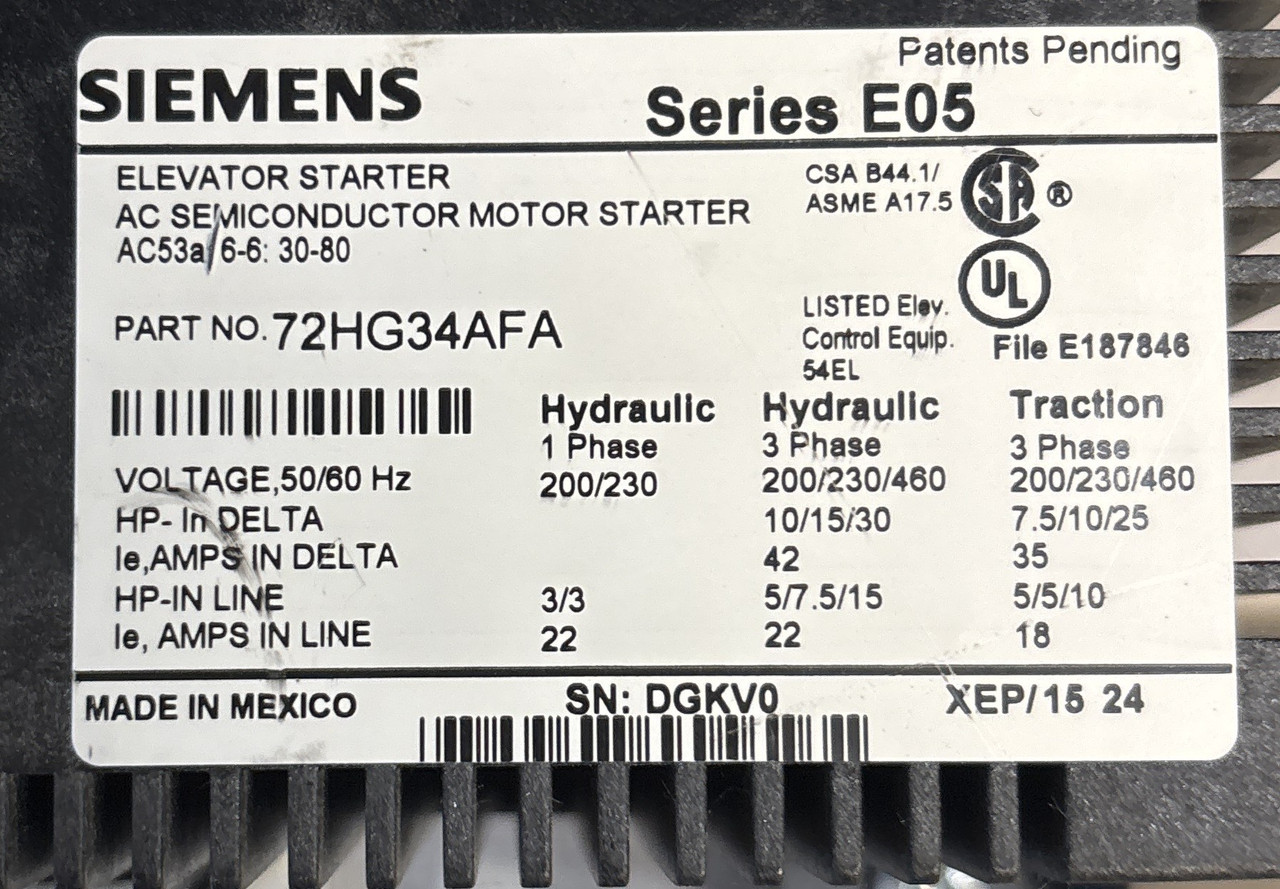 Patents Pending
SIEMENS
Series E05
ELEVATOR STARTER
AC SEMICONDUCTOR MOTOR STARTER
AC53a/6-6: 30-80
CSA B44.1/
ASME A17.5
SA ®
UL
PART NO. 72HG34AFA
LISTED Elev.
Control Equip.
54EL
File E187846
Hydraulic Hydraulic Traction
1 Phase 3 Phase 3 Phase
VOLTAGE,50/60 Hz 200/230 200/230/460 200/230/460
HP- In DELTA 10/15/30 7.5/10/25
Ie,AMPS IN DELTA 42 35
HP-IN LINE 3/3 5/7.5/15 5/5/10
Ie, AMPS IN LINE 22 22 18
MADE IN MEXICO SN: DGKV0 XEP/15 24